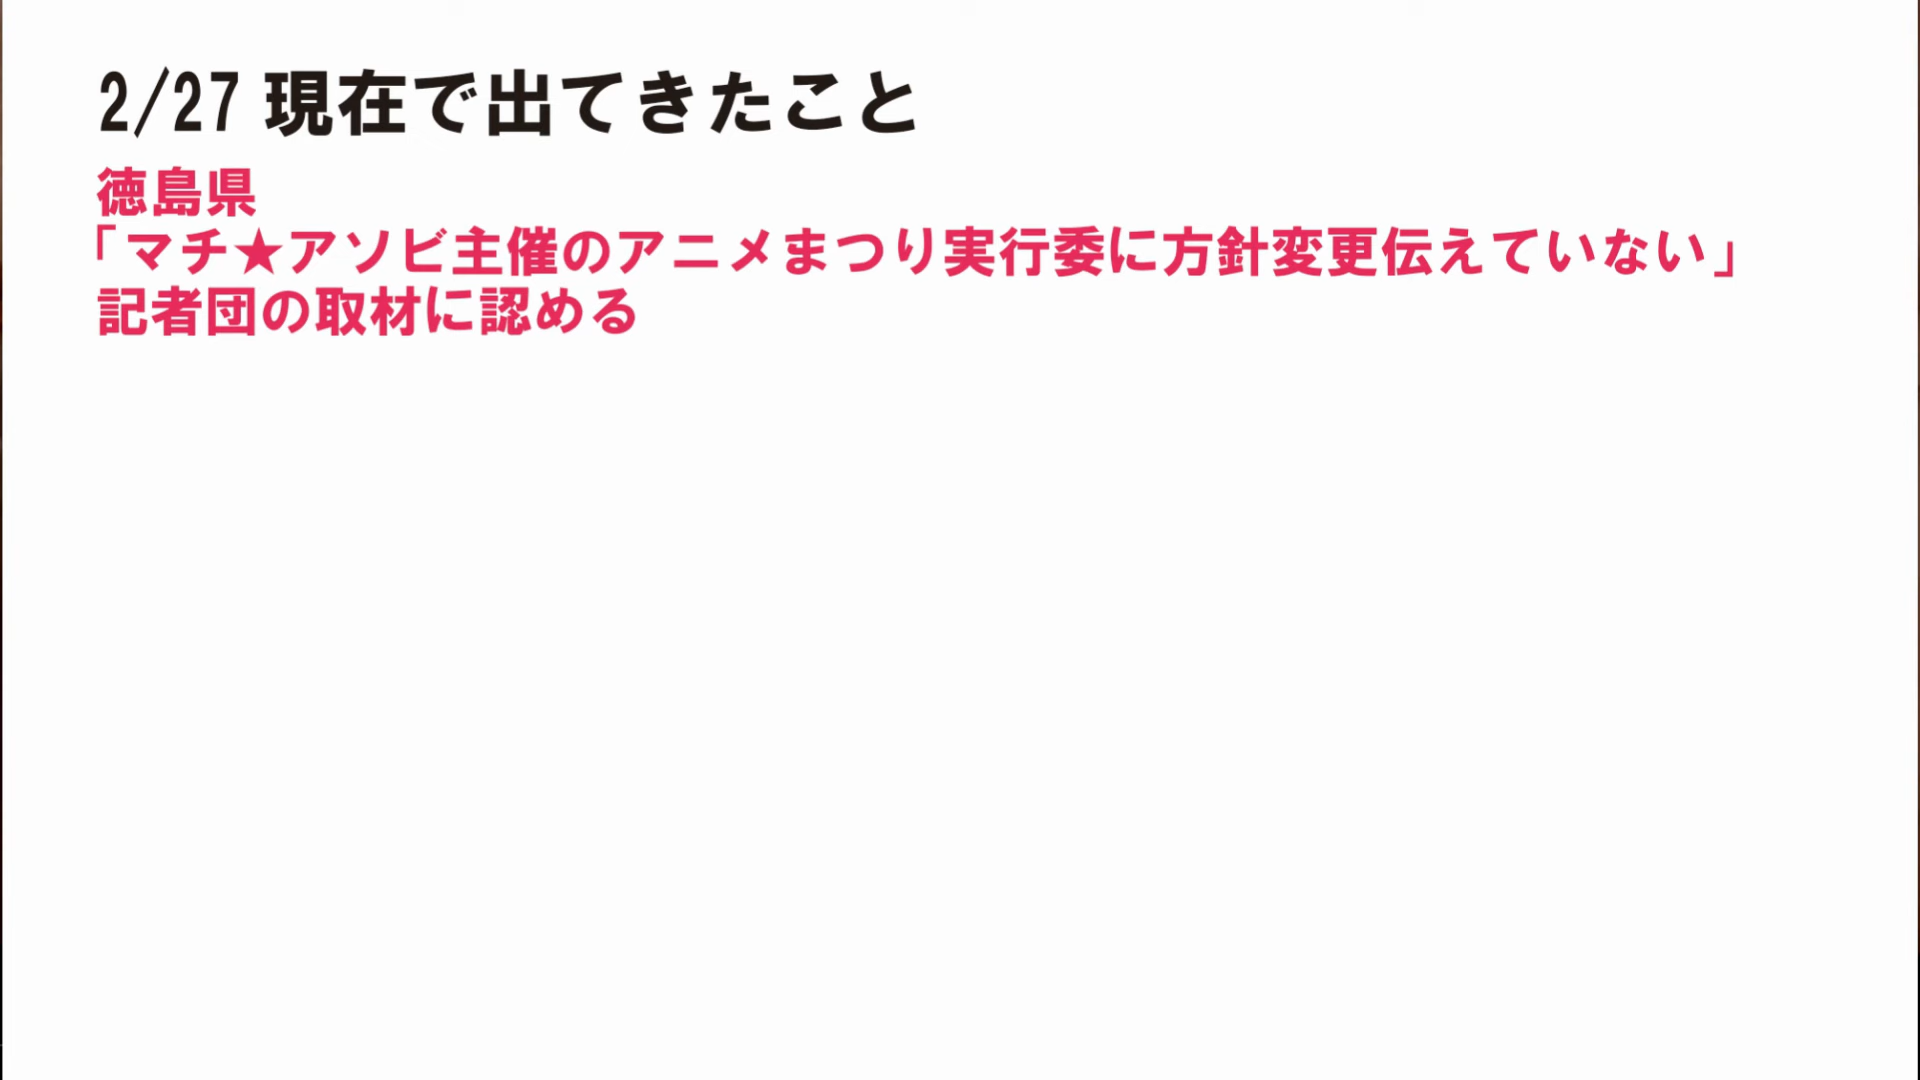 2/27 現在で出てきたこと
徳島県
「マチ★アソビ主催のアニメまつり実行委に方針変更伝えていない」
記者団の取材に認める